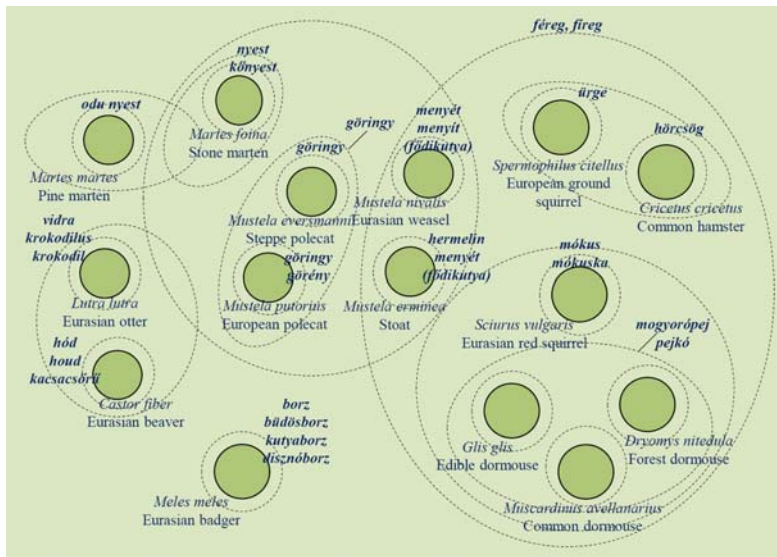 féreg, fireg
nyest
kőnyest
Martes foina
Stone marten
odu nyest
Martes martes
Pine marten
göringy
göringy
Mustela eversmannii
Steppe polecat
menyét
menyít
(fődikutya)
Mustela nivalis
Eurasian weasel
ürge
Spermophilus citellus
European ground
squirrel
hörcsög
Cricetus cricetus
Common hamster
vidra
krokodilus
krokodil
Lutra lutra
Eurasian otter
göringy
görény
Mustela putorius
European polecat
hermelin
menyét
(fődikutya)
Mustela erminea
Stoat
mókus
mókuska
Sciurus vulgaris
Eurasian red squirrel
mogyorópej
pejkó
hód
houd
kacsacsőrű
Castor fiber
Eurasian beaver
borz
büdösborz
kutyaborz
disznóborz
Meles meles
Eurasian badger
Glis glis
Edible dormouse
Dryomys nitedula
Forest dormouse
Muscardinus avellanarius
Common dormouse